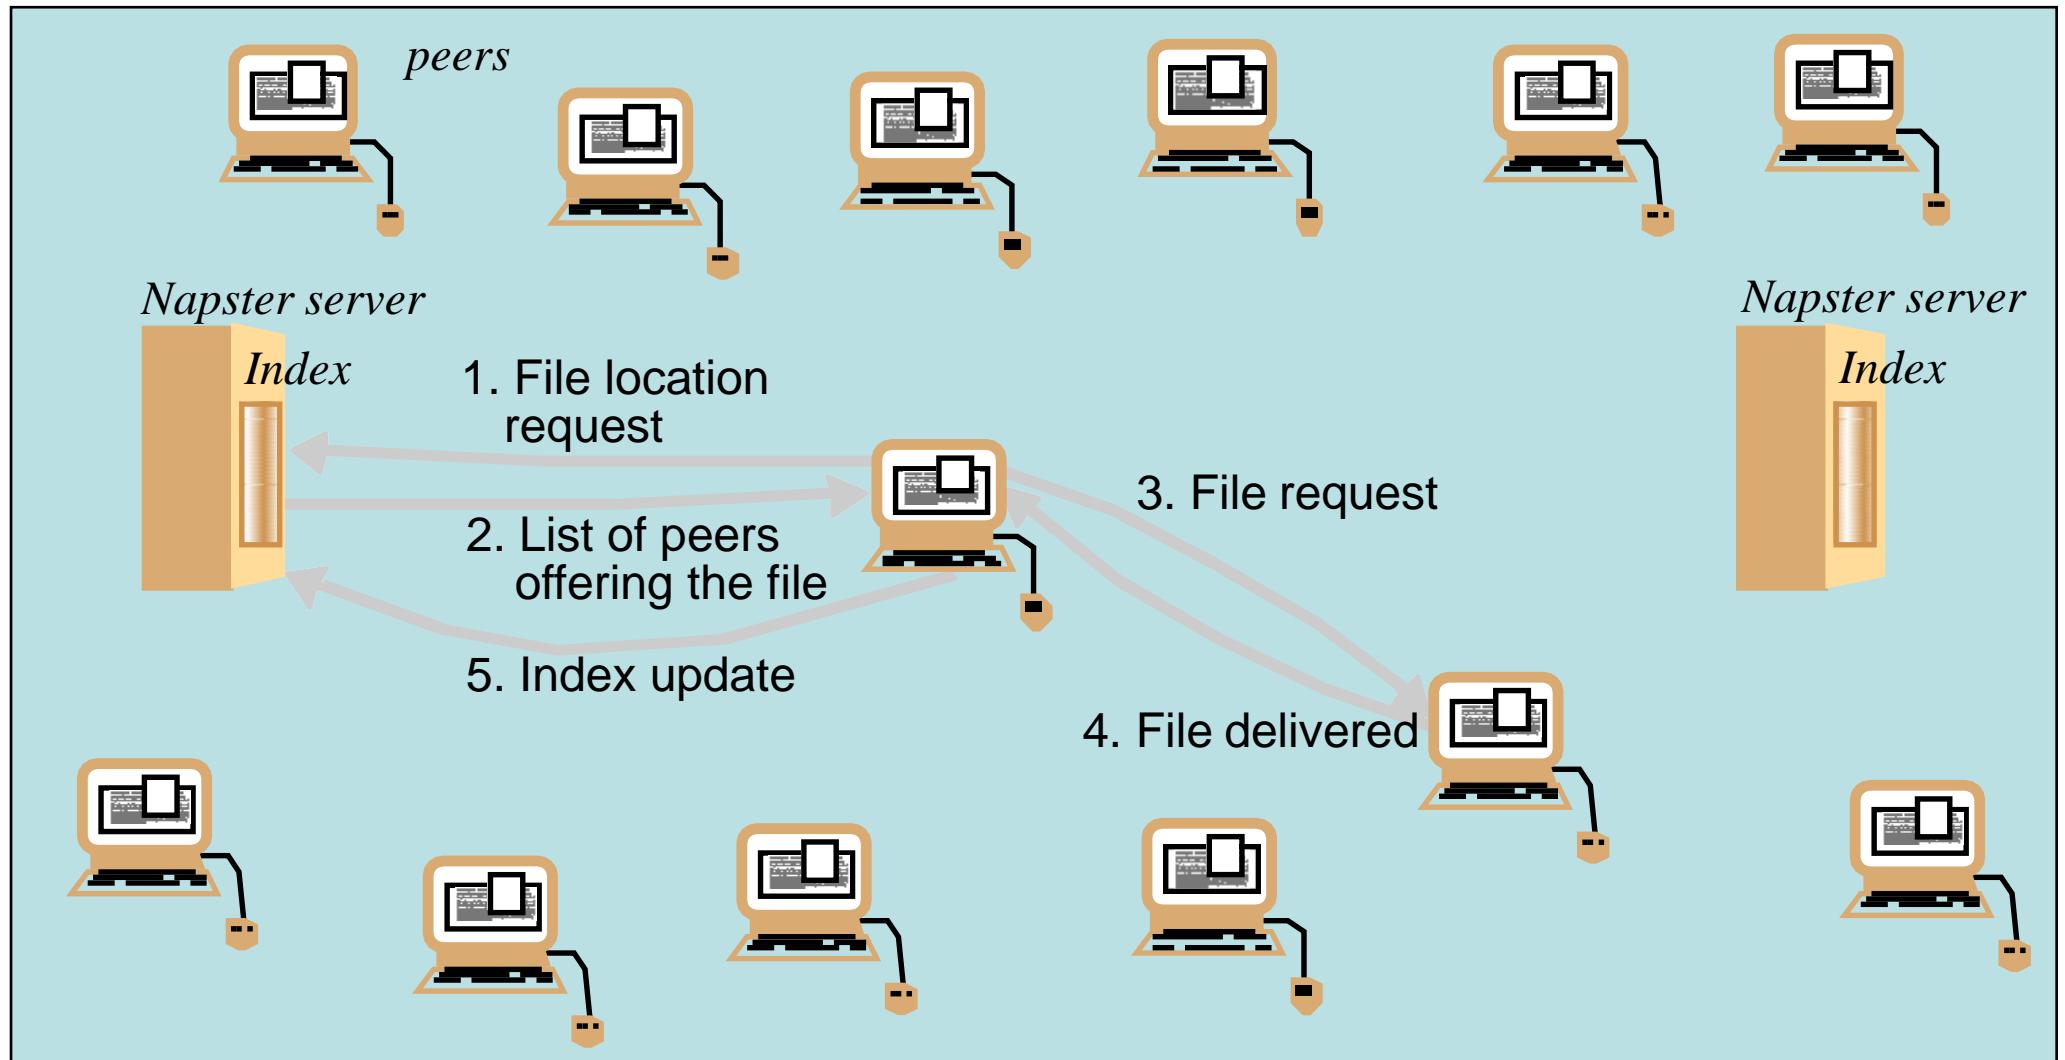 peers
Napster server
Index
Napster server
Index
1. File location
request
2. List of peers
offering the file
3. File request
5. Index update
4. File delivered